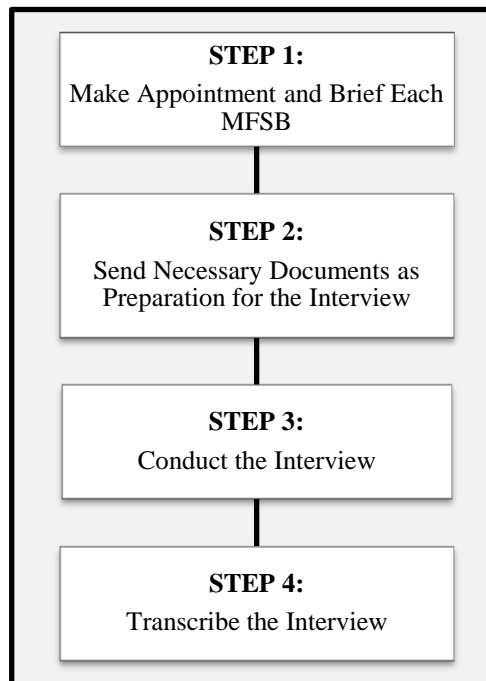 STEP 1:
Make Appointment and Brief Each
MFSB
STEP 2:
Send Necessary Documents as
Preparation for the Interview
STEP 3:
Conduct the Interview
STEP 4:
Transcribe the Interview